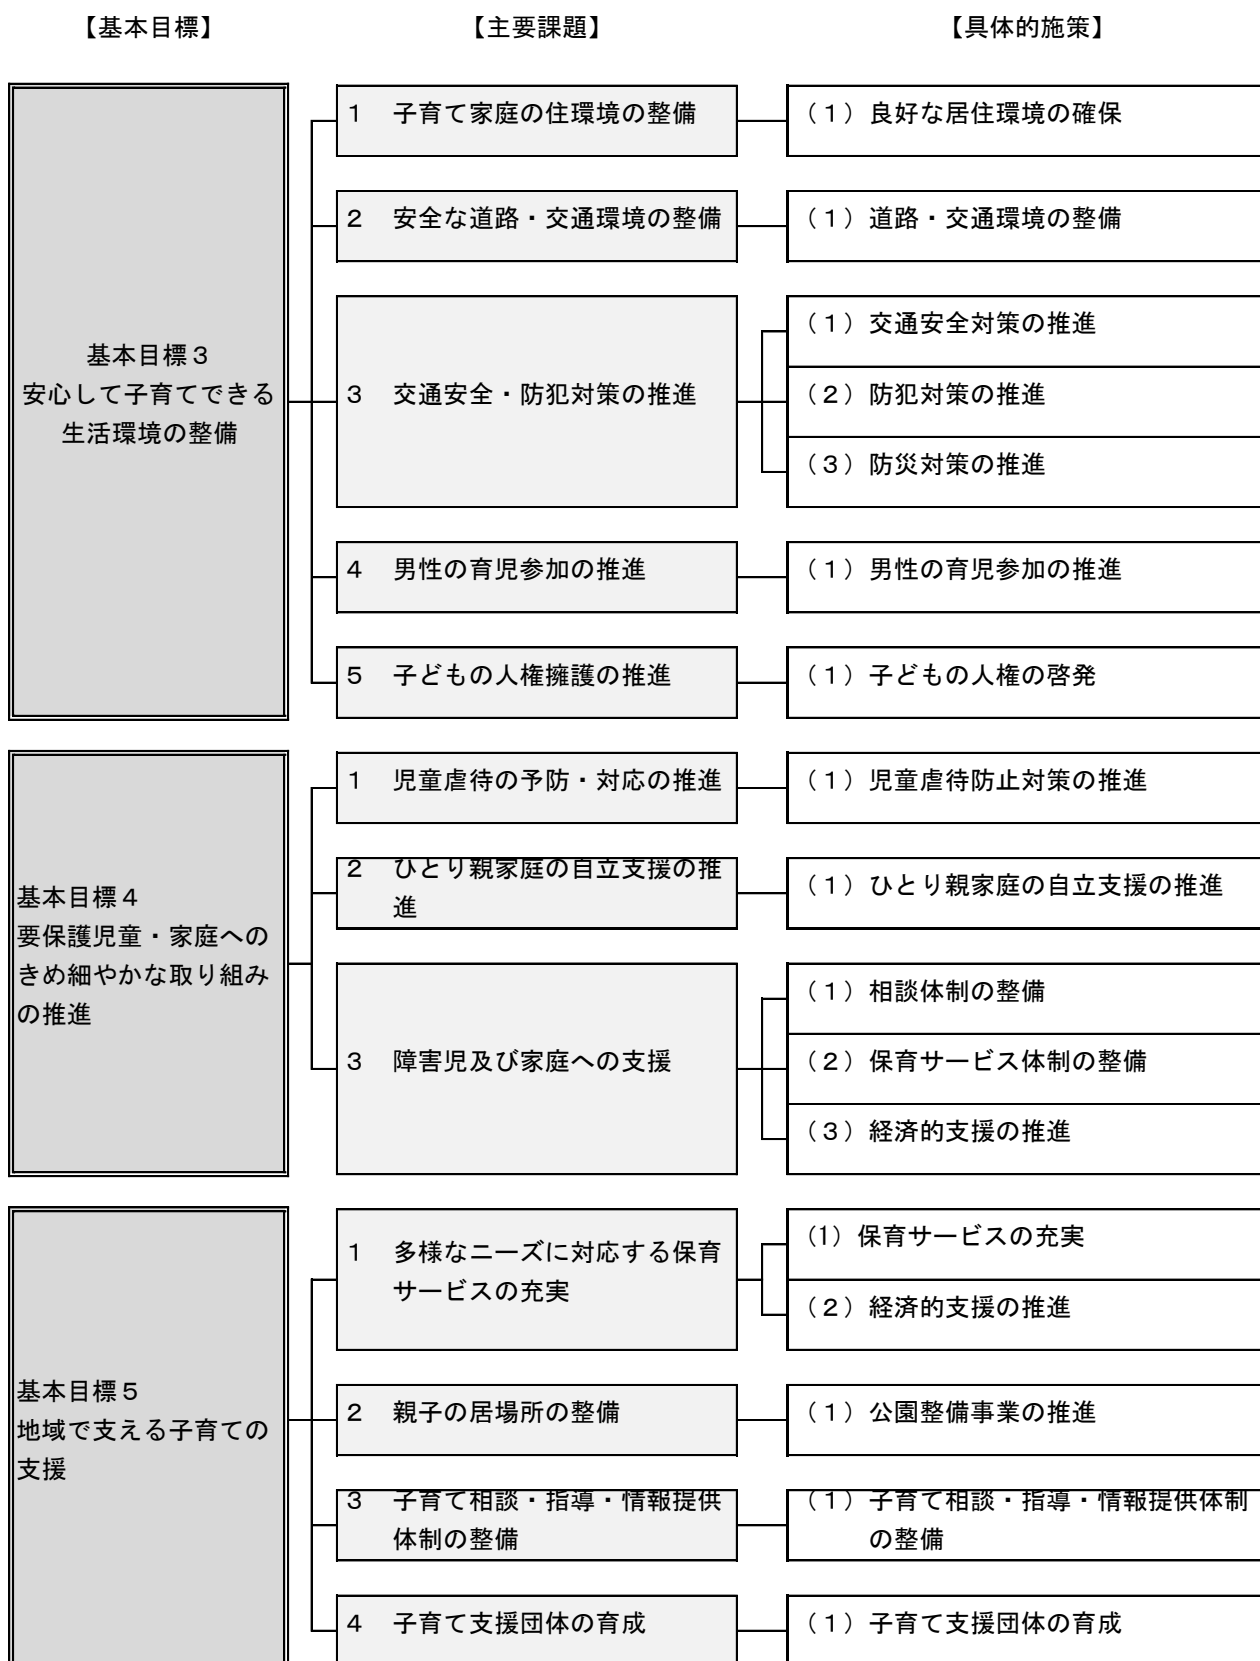 【基本目標】
【主要課題】
【具体的施策】
基本目標３
安心して子育てできる
生活環境の整備
１　子育て家庭の住環境の整備
（１）良好な居住環境の確保
２　安全な道路・交通環境の整備
（１）道路・交通環境の整備
３　交通安全・防犯対策の推進
（１）交通安全対策の推進
（２）防犯対策の推進
（３）防災対策の推進
４　男性の育児参加の推進
（１）男性の育児参加の推進
５　子どもの人権擁護の推進
（１）子どもの人権の啓発
基本目標４
要保護児童・家庭への
きめ細やかな取り組み
の推進
１　児童虐待の予防・対応の推進
（１）児童虐待防止対策の推進
２　ひとり親家庭の自立支援の推
進
（１）ひとり親家庭の自立支援の推進
３　障害児及び家庭への支援
（１）相談体制の整備
（２）保育サービス体制の整備
（３）経済的支援の推進
基本目標５
地域で支える子育ての
支援
１　多様なニーズに対応する保育
サービスの充実
(1) 保育サービスの充実
（２）経済的支援の推進
２　親子の居場所の整備
（１）公園整備事業の推進
３　子育て相談・指導・情報提供
体制の整備
（１）子育て相談・指導・情報提供体制
の整備
４　子育て支援団体の育成
（１）子育て支援団体の育成